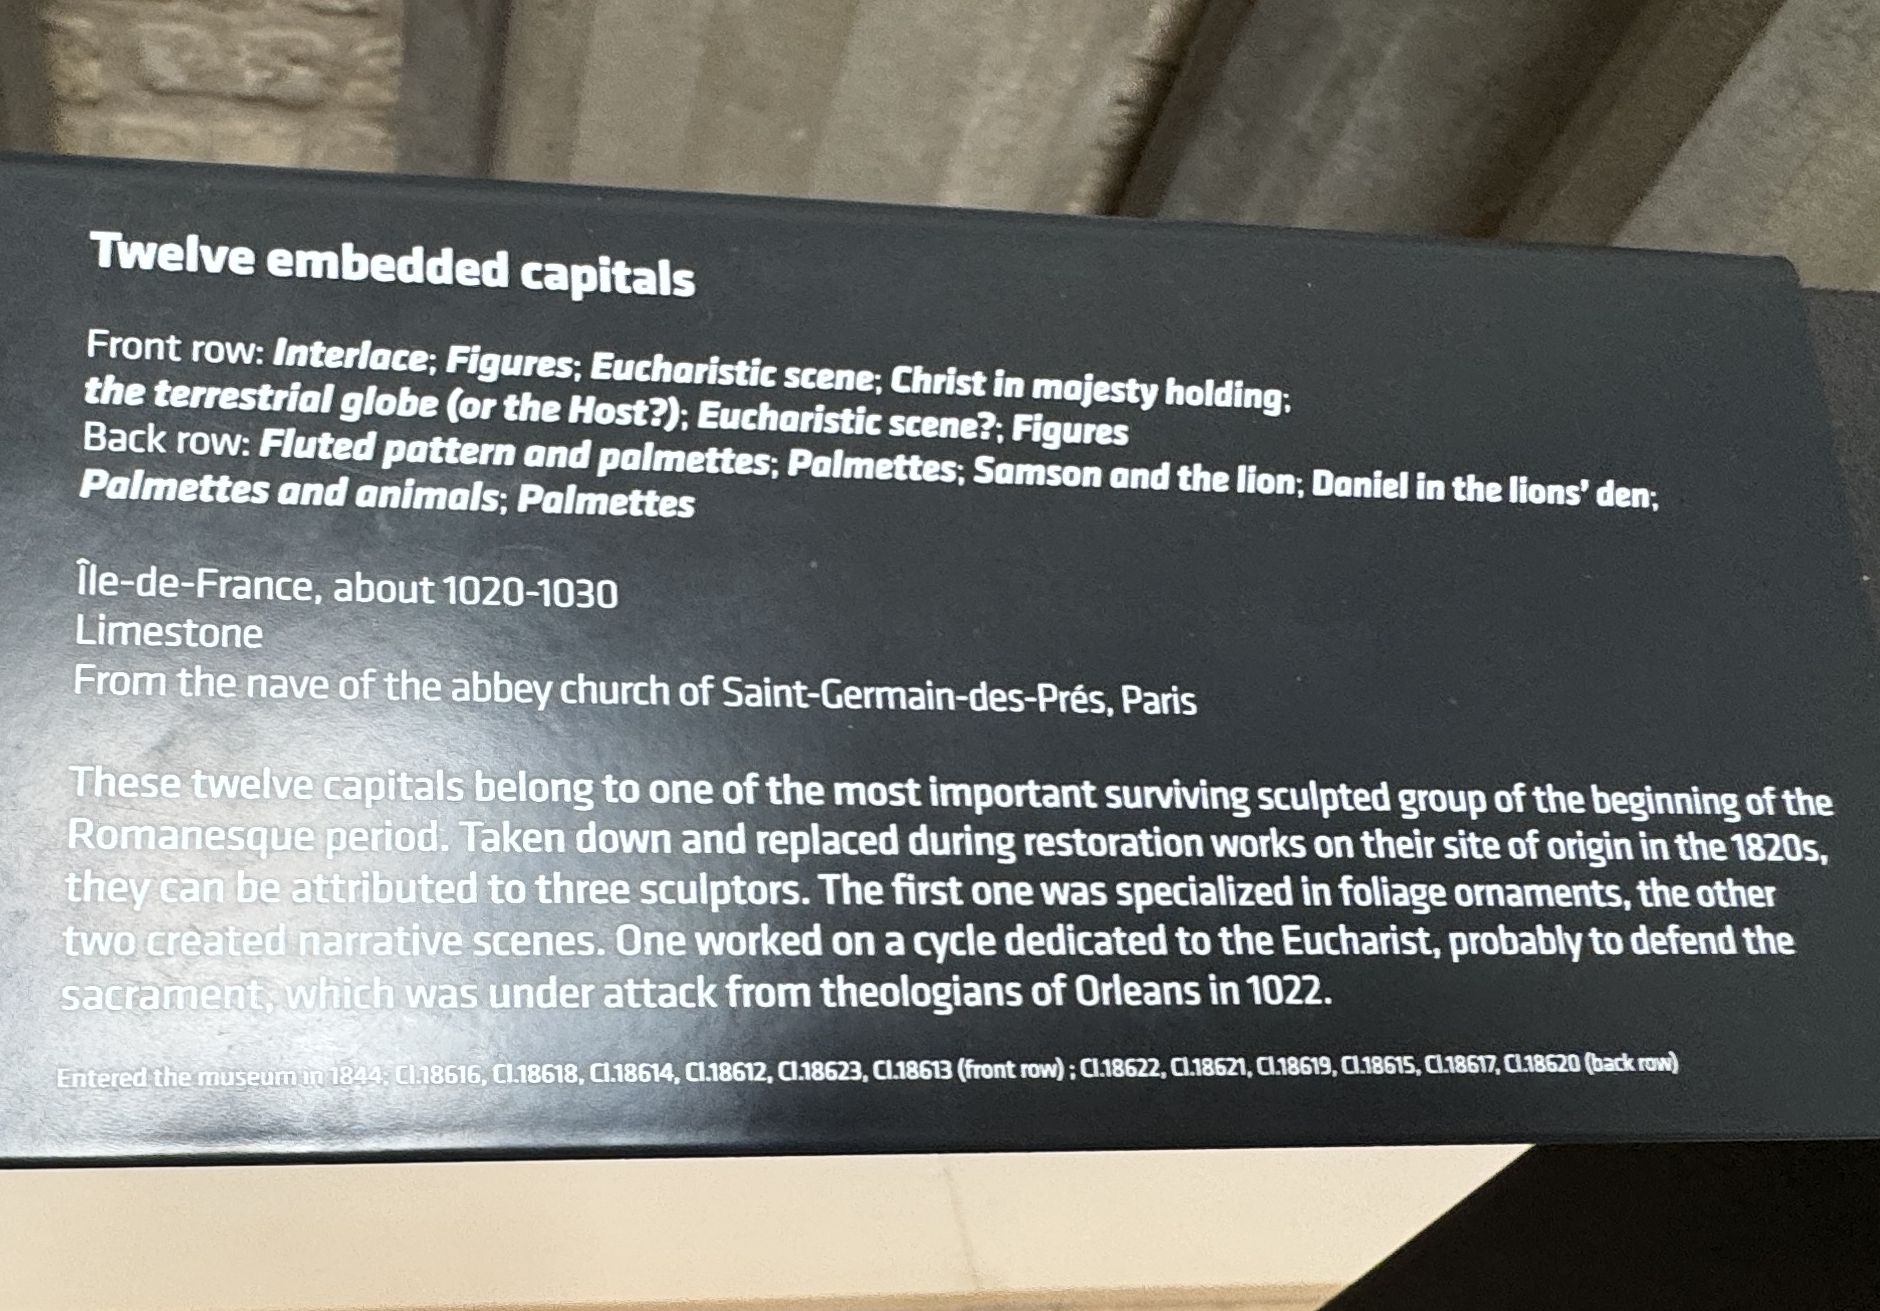 Twelve embedded capitals
Front row: Interlace; Figures; Eucharistic scene; Christ in majesty holding;
the terrestrial globe (or the Host?); Eucharistic scene?; Figures
Back row: Fluted pattern and palmettes; Palmettes; Samson and the lion; Daniel in the lions' den;
Palmettes and animals; Palmettes
Île-de-France, about 1020-1030
Limestone
From the nave of the abbey church of Saint-Germain-des-Prés, Paris
These twelve capitals belong to one of the most important surviving sculpted group of the beginning of the
Romanesque period. Taken down and replaced during restoration works on their site of origin in the 1820s,
they can be attributed to three sculptors. The first one was specialized in foliage ornaments, the other
two created narrative scenes. One worked on a cycle dedicated to the Eucharist, probably to defend the
sacrament, which was under attack from theologians of Orleans in 1022.
Entered the museum in 1844; Cl.18616, Cl.18618, Cl.18614, Cl.18612, Cl.18623, Cl.18613 (front row) ; Cl.18622, Cl.18621, Cl.18619, Cl.18615, Cl.18617, Cl.18620 (back row)